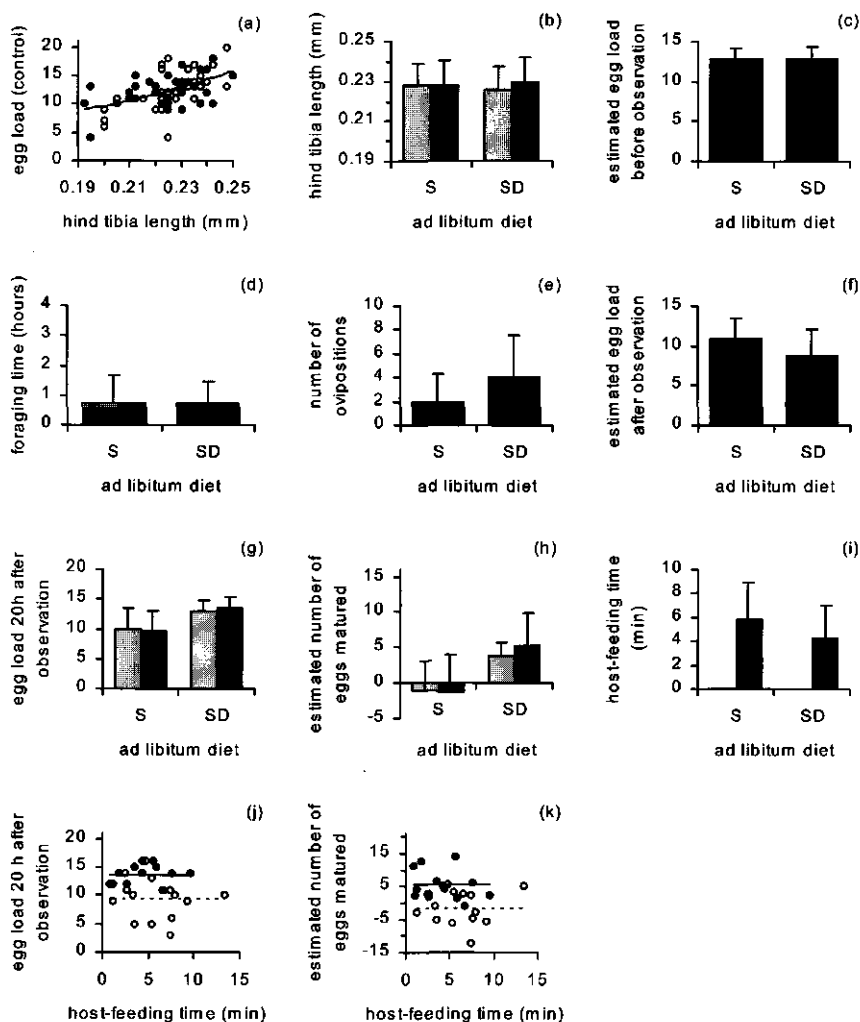 (a)
egg load (control)
20
15
10
5
0
0.19 0.21 0.23 0.25
hind tibia length (mm)
(b)
hind tibia length (mm)
0.25
0.23
0.21
0.19
S SD
ad libitum diet
(c)
estimated egg load
before observation
15
10
5
0
S SD
ad libitum diet
(d)
foraging time (hours)
4
3
2
1
0
S SD
ad libitum diet
(e)
number of
ovipositions
10
8
6
4
2
0
S SD
ad libitum diet
(f)
estimated egg load
after observation
15
10
5
0
S SD
ad libitum diet
(g)
egg load 20h after
observation
20
15
10
5
0
S SD
ad libitum diet
(h)
estimated number of
eggs matured
15
10
5
0
-5
S SD
ad libitum diet
(i)
host-feeding time
(min)
10
8
6
4
2
0
S SD
ad libitum diet
(j)
egg load 20 h after
observation
20
15
10
5
0
0 5 10 15
host-feeding time (min)
(k)
estimated number of
eggs matured
15
5
-5
-15
0 5 10 15
host-feeding time (min)